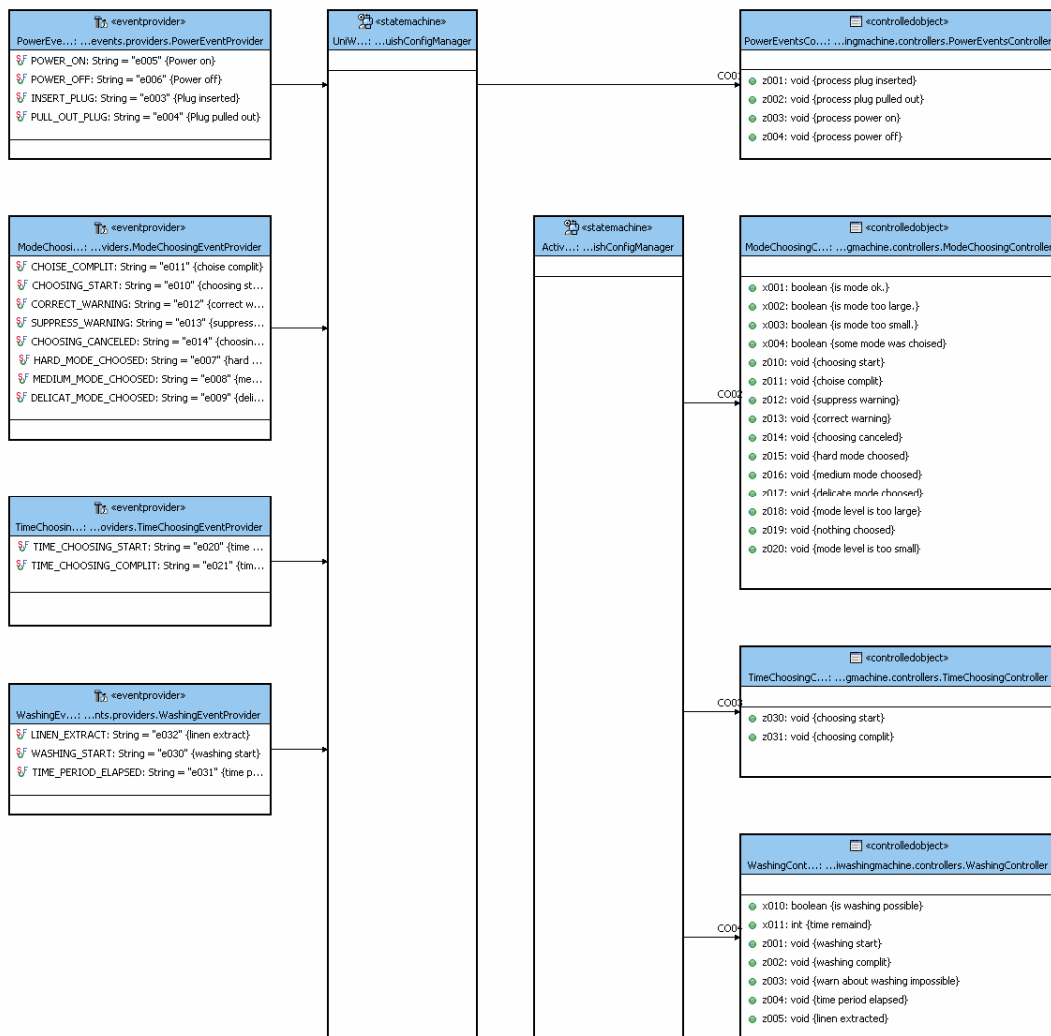 «eventprovider»
PowerEve...: ...events.providers.PowerEventProvider
POWER_ON: String = "e005" {Power on}
POWER_OFF: String = "e006" {Power off}
INSERT_PLUG: String = "e003" {Plug inserted}
PULL_OUT_PLUG: String = "e004" {Plug pulled out}
«eventprovider»
ModeChoosi...: ...viders.ModeChoosingEventProvider
CHOISE_COMPLIT: String = "e011" {choise complit}
CHOOSING_START: String = "e010" {choosing st...
CORRECT_WARNING: String = "e012" {correct w...
SUPPRESS_WARNING: String = "e013" {suppress...
CHOOSING_CANCELED: String = "e014" {choosin...
HARD_MODE_CHOOSED: String = "e007" {hard ...
MEDIUM_MODE_CHOOSED: String = "e008" {me...
DELICAT_MODE_CHOOSED: String = "e009" {deli...
«eventprovider»
TimeChoosin...: ...oviders.TimeChoosingEventProvider
TIME_CHOOSING_START: String = "e020" {time ...
TIME_CHOOSING_COMPLIT: String = "e021" {tim...
«eventprovider»
WashingEv...: ...nts.providers.WashingEventProvider
LINEN_EXTRACT: String = "e032" {linen extract}
WASHING_START: String = "e030" {washing start}
TIME_PERIOD_ELAPSED: String = "e031" {time p...
«statemachine»
UniW...: ...uishConfigManager
«statemachine»
Activ...: ...ishConfigManager
CO01
CO02
CO03
CO04
«controlledobject»
PowerEventsCo...: ...ingmachine.controllers.PowerEventsController
z001: void {process plug inserted}
z002: void {process plug pulled out}
z003: void {process power on}
z004: void {process power off}
«controlledobject»
ModeChoosingC...: ...gmachine.controllers.ModeChoosingController
x001: boolean {is mode ok.}
x002: boolean {is mode too large.}
x003: boolean {is mode too small.}
x004: boolean {some mode was choised}
z010: void {choosing start}
z011: void {choise complit}
z012: void {suppress warning}
z013: void {correct warning}
z014: void {choosing canceled}
z015: void {hard mode choosed}
z016: void {medium mode choosed}
z017: void {delicate mode choosed}
z018: void {mode level is too large}
z019: void {nothing choosed}
z020: void {mode level is too small}
«controlledobject»
TimeChoosingC...: ...gmachine.controllers.TimeChoosingController
z030: void {choosing start}
z031: void {choosing complit}
«controlledobject»
WashingCont...: ...iwashingmachine.controllers.WashingController
x010: boolean {is washing possible}
x011: int {time remaind}
z001: void {washing start}
z002: void {washing complit}
z003: void {warn about washing impossible}
z004: void {time period elapsed}
z005: void {linen extracted}